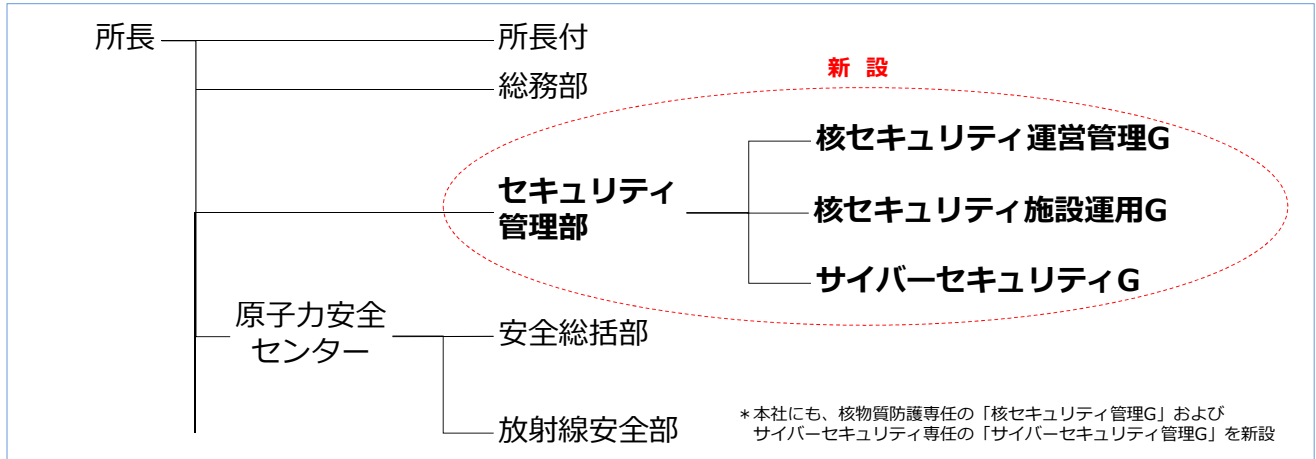 所長
所長付
総務部
新 設
核セキュリティ運営管理G
セキュリティ
管理部
核セキュリティ施設運用G
サイバーセキュリティG
原子力安全
センター
安全総括部
放射線安全部
＊本社にも、核物質防護専任の「核セキュリティ管理G」および
サイバーセキュリティ専任の「サイバーセキュリティ管理G」を新設